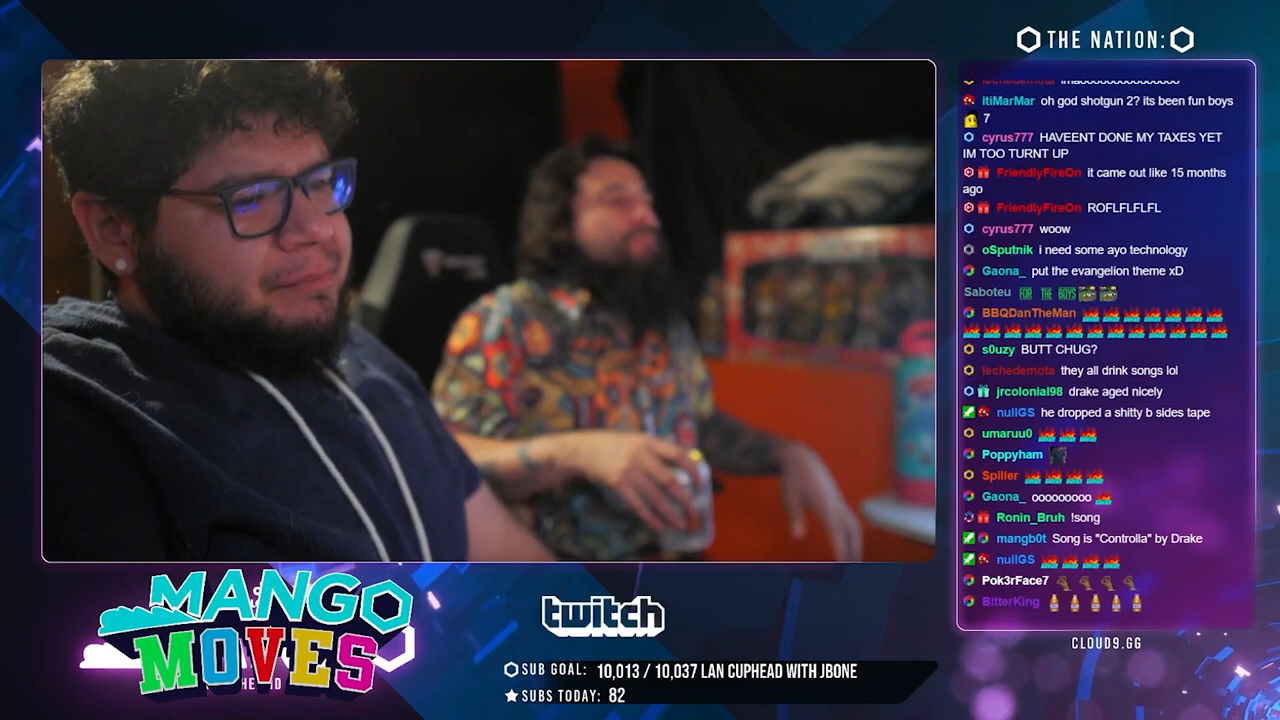 THE NATION:
itiMarMar oh god shotgun 2? its been fun boys
7
cyrus777 HAVEENT DONE MY TAXES YET
IM TOO TURNT UP
FriendlyFireOn it came out like 15 months
ago
FriendlyFireOn ROFLFLFLFL
cyrus777 woow
oSputnik i need some ayo technology
Gaona_ put the evangelion theme xD
Saboteu FOR THE BOYS
BBQDanTheMan
s0uzy BUTT CHUG?
lechedemota they all drink songs lol
jrcolonial98 drake aged nicely
nullGS he dropped a shitty b sides tape
umaruu0
Poppyham
Spiller
Gaona_ ooooooooo
Ronin_Bruh !song
mangb0t Song is "Controlla" by Drake
nullGS
Pok3rFace7
BitterKing
CLOUD9.GG
MANGO
MOVES
twitch
SUB GOAL: 10,013 / 10,037 LAN CUPHEAD WITH JBONE
SUBS TODAY: 82